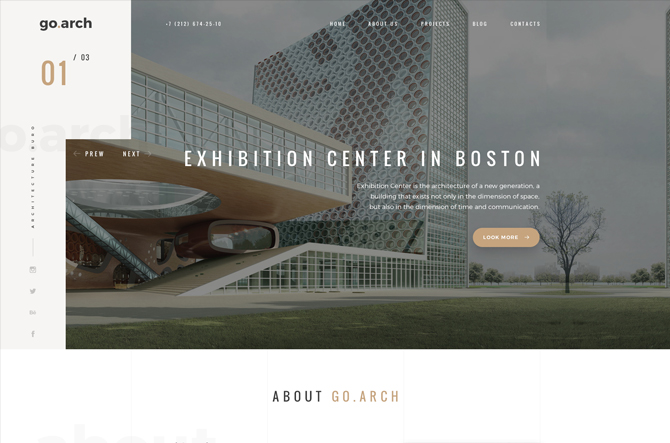 go.arch
+7 (212) 674-25-10
HOME
ABOUT US
PROJECTS
BLOG
CONTACTS
01
/ 03
ARCHITECTURE BURO
PREW
NEXT
EXHIBITION CENTER IN BOSTON
Exhibition Center is the architecture of a new generation, a
building that exists not only in the dimension of space,
but also in the dimension of time and communication.
LOOK MORE
ABOUT GO.ARCH
about